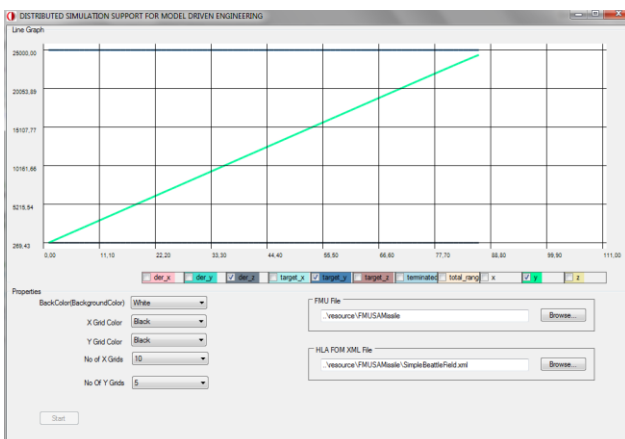 DISTRIBUTED SIMULATION SUPPORT FOR MODEL DRIVEN ENGINEERING
Line Graph
25000,00
20053,89
15107,77
10161,66
5215,54
269,43
0,00 11,10 22,20 33,30 44,40 55,50 66,60 77,70 88,80 99,90 111,00
der_x der_y der_z target_x target_y target_z teminated total_rang x y z
Properties
BackColor(BackgroundColor) White
X Grid Color Black
Y Grid Color Black
No of X Grids 10
No Of Y Grids 5
Start
FMU File
..\resource\FMUSAMissile Browse...
HLA FOM XML File
..\resource\FMUSAMissile\SimpleBeattleField.xml Browse...